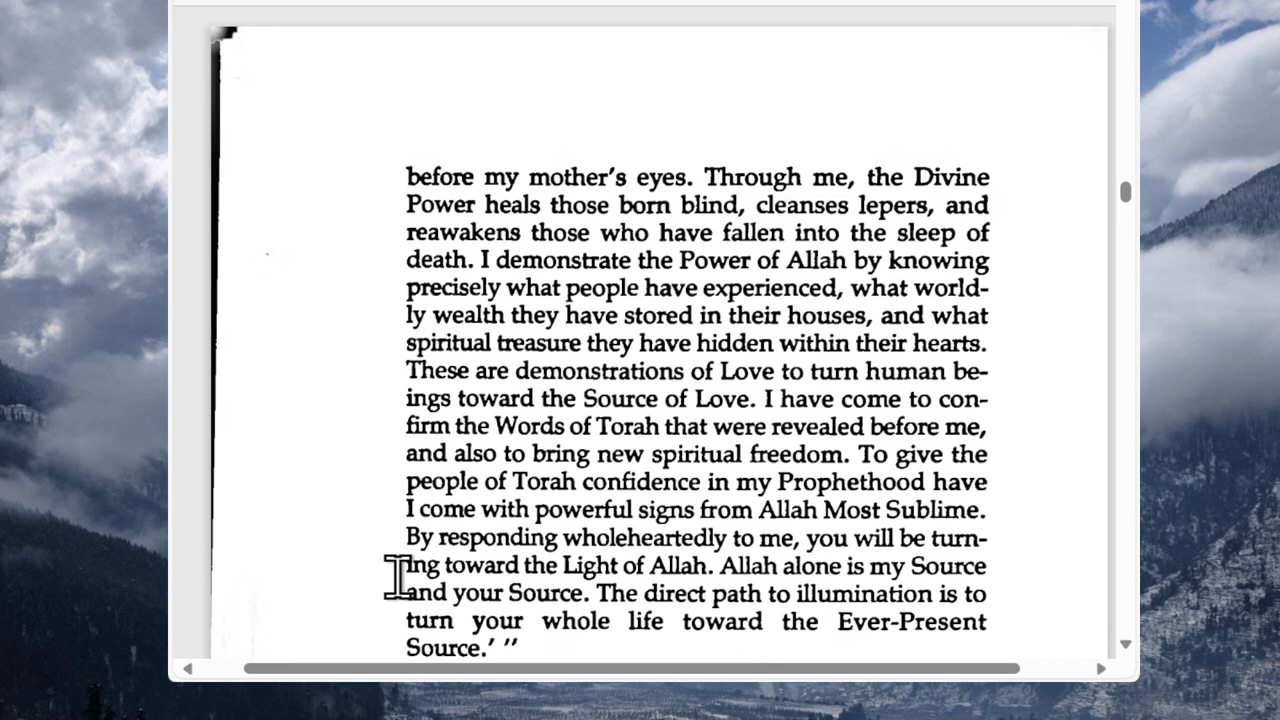 before my mother's eyes. Through me, the Divine
Power heals those born blind, cleanses lepers, and
reawakens those who have fallen into the sleep of
death. I demonstrate the Power of Allah by knowing
precisely what people have experienced, what world-
ly wealth they have stored in their houses, and what
spiritual treasure they have hidden within their hearts.
These are demonstrations of Love to turn human be-
ings toward the Source of Love. I have come to con-
firm the Words of Torah that were revealed before me,
and also to bring new spiritual freedom. To give the
people of Torah confidence in my Prophethood have
I come with powerful signs from Allah Most Sublime.
By responding wholeheartedly to me, you will be turn-
ing toward the Light of Allah. Allah alone is my Source
and your Source. The direct path to illumination is to
turn your whole life toward the Ever-Present
Source.' "